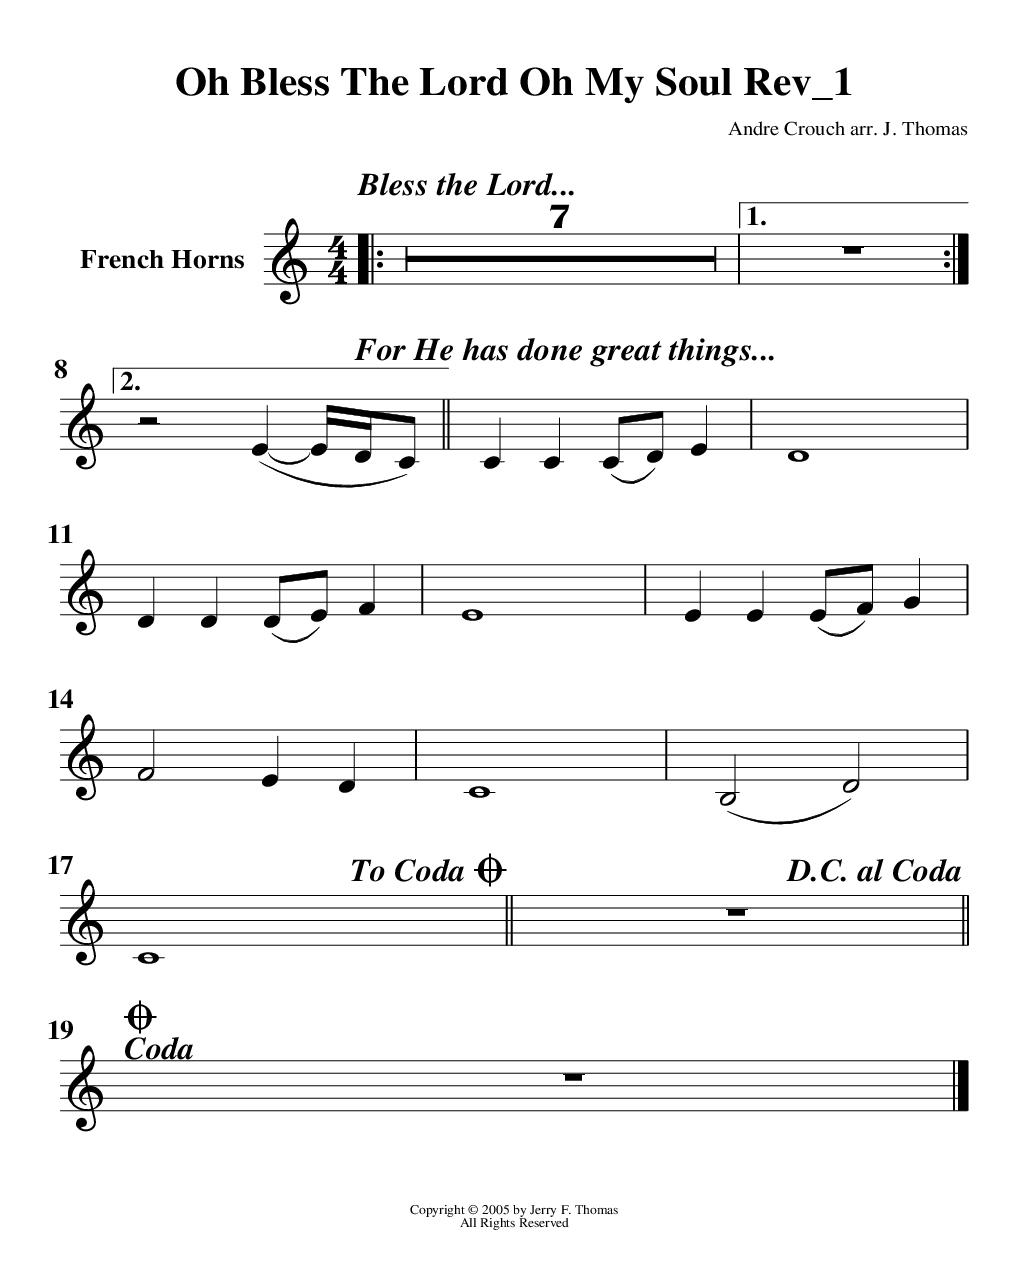 Oh Bless The Lord Oh My Soul Rev_1
Andre Crouch arr. J. Thomas
Bless the Lord...
7
1.
French Horns
4
4
For He has done great things...
8
2.
11
14
17
To Coda
D.C. al Coda
19
Coda
Copyright © 2005 by Jerry F. Thomas
All Rights Reserved